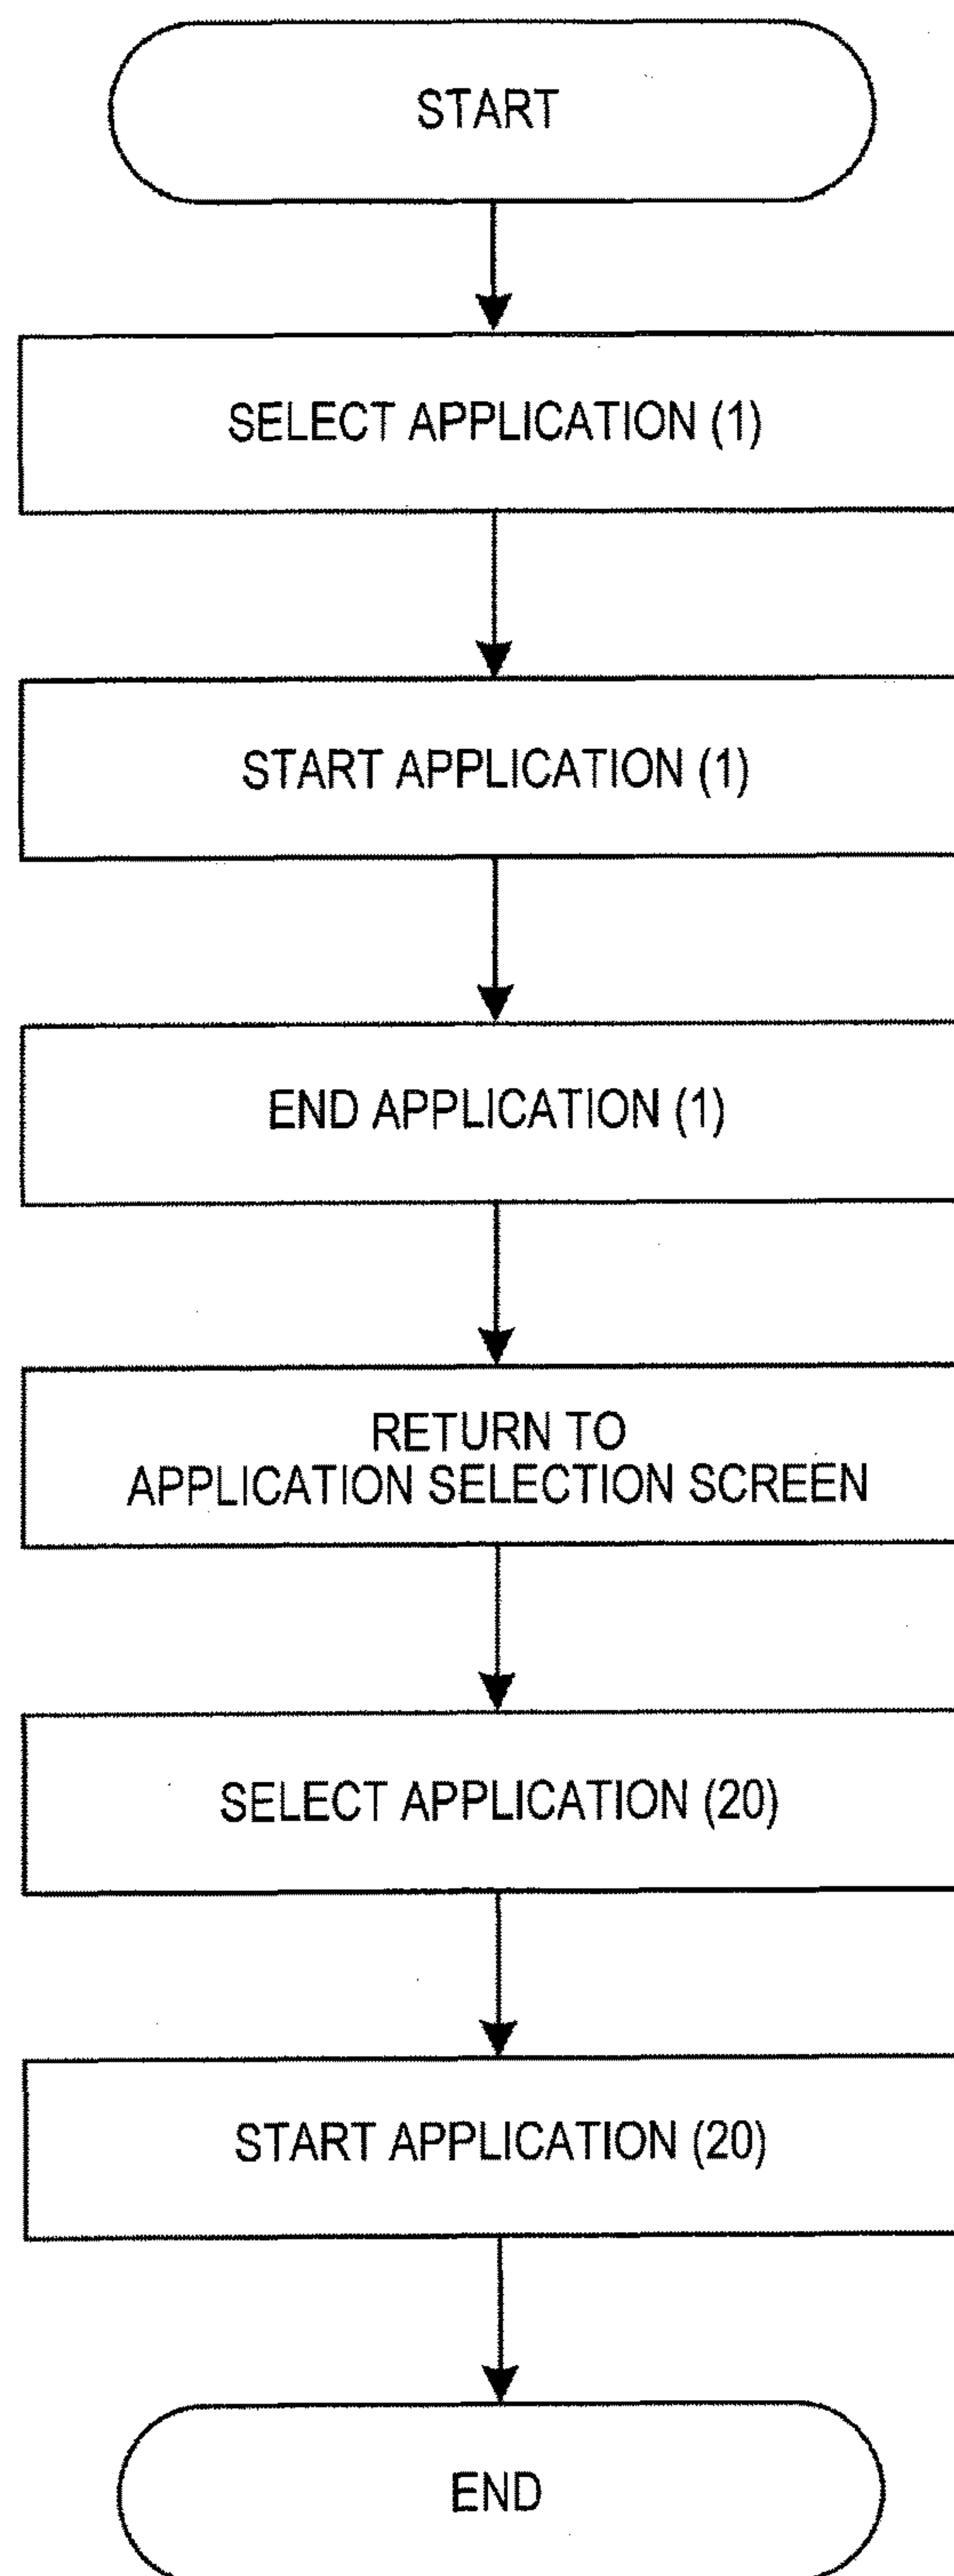 START
SELECT APPLICATION (1)
START APPLICATION (1)
END APPLICATION (1)
RETURN TO
APPLICATION SELECTION SCREEN
SELECT APPLICATION (20)
START APPLICATION (20)
END